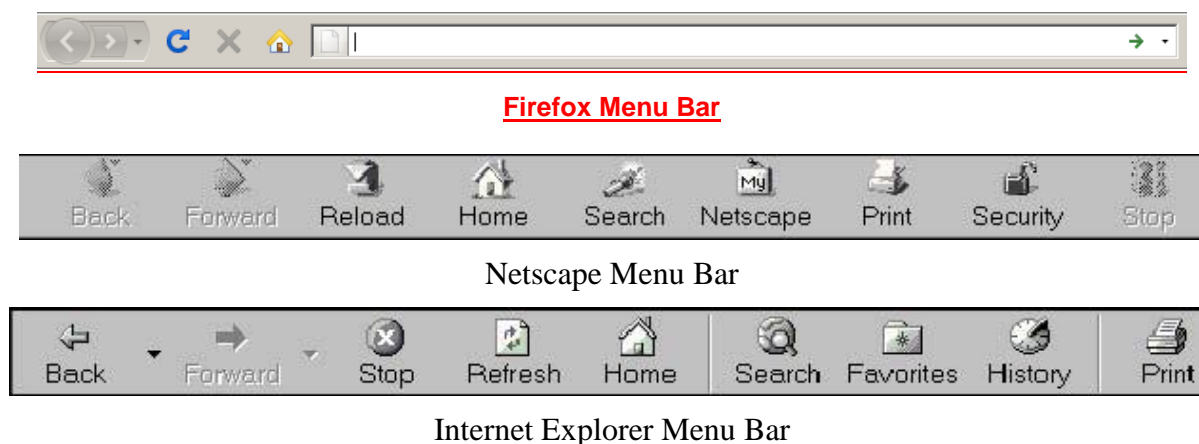 Firefox Menu Bar
Back Forward Reload Home Search My Netscape Print Security Stop
Netscape Menu Bar
Back Forward Stop Refresh Home Search Favorites History Print
Internet Explorer Menu Bar